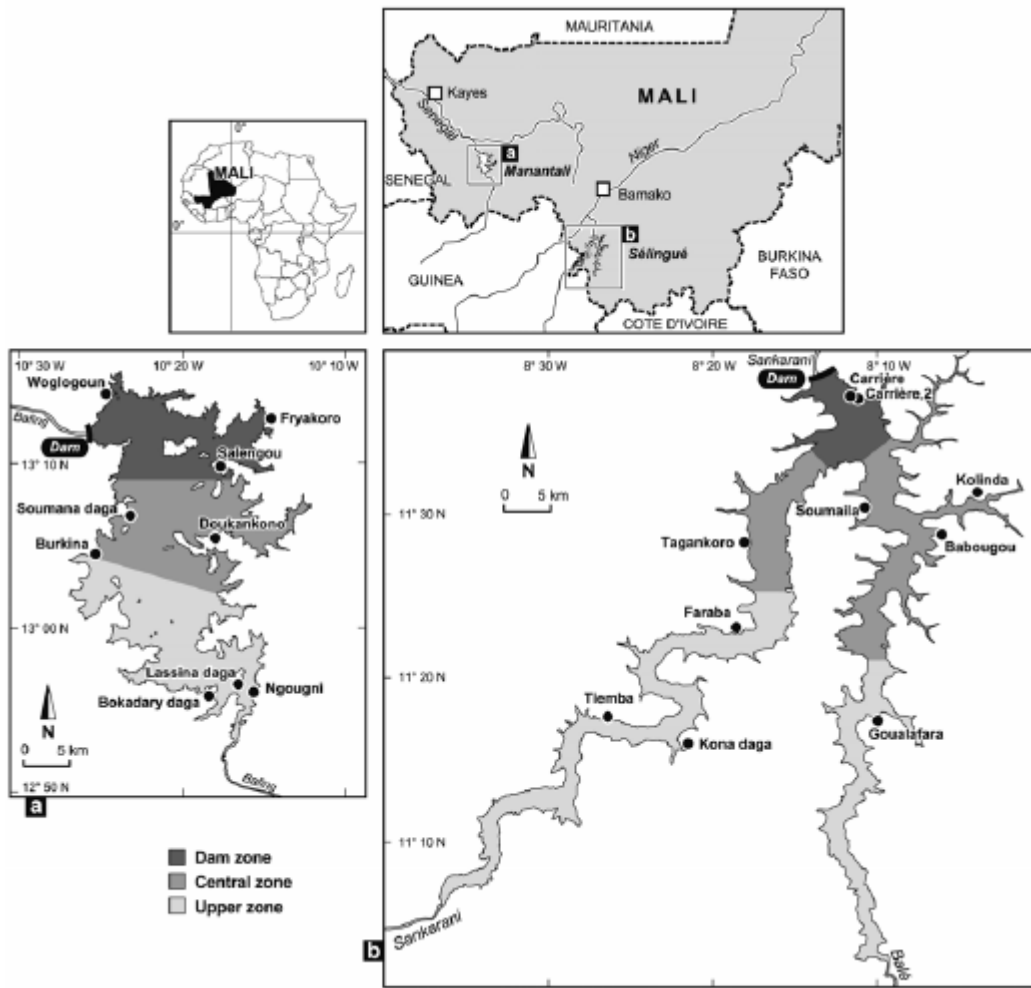 MAURITANIA
Kayes
MALI
Senegal
a
Manantali
Niger
SENEGAL
Bamako
b
Sélingué
GUINEA
BURKINA
FASO
COTE D'IVOIRE
0°
MALI
0°
10° 30 W
10° 20 W
10° 10 W
Woglogoun
Fryakoro
Bafing
Dam
Salengou
13° 10 N
Soumana daga
Doukankono
Burkina
13° 00 N
Lassina daga
Ngougni
Bokadary daga
N
0 5 km
Bafing
12° 50 N
a
Dam zone
Central zone
Upper zone
8° 30 W
8° 20 W
8° 10 W
Sankarani
Dam
Carrière
Carrière 2
N
0 5 km
Kolinda
11° 30 N
Soumaila
Tagankoro
Babougou
Faraba
11° 20 N
Tiemba
Goualafara
Kona daga
11° 10 N
Sankarani
b
Balé